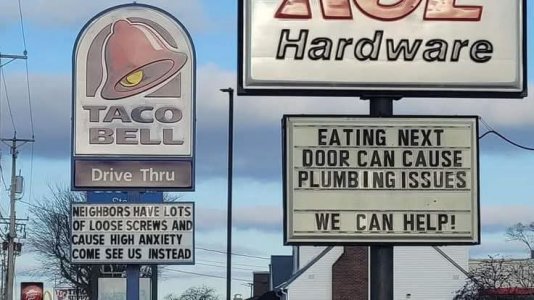 TACO
BELL
Drive Thru
NEIGHBORS HAVE LOTS
OF LOOSE SCREWS AND
CAUSE HIGH ANXIETY
COME SEE US INSTEAD
ACE
Hardware
EATING NEXT
DOOR CAN CAUSE
PLUMBING ISSUES
WE CAN HELP!